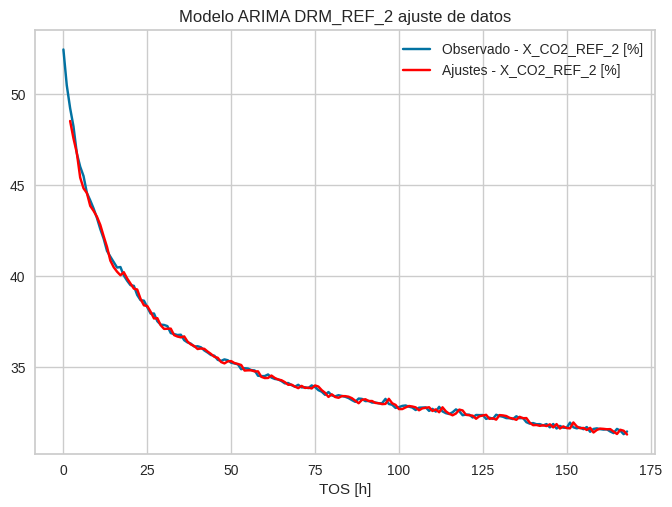 Modelo ARIMA DRM_REF_2 ajuste de datos
Observado - X_CO2_REF_2 [%]
Ajustes - X_CO2_REF_2 [%]
50
45
40
35
0 25 50 75 100 125 150 175
TOS [h]